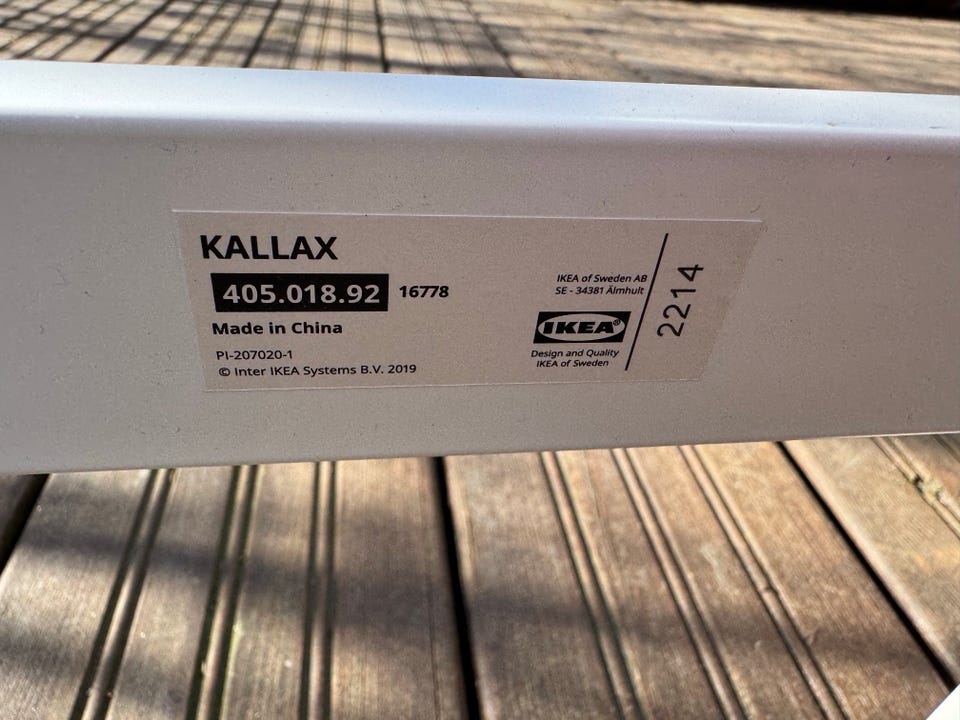 KALLAX
405.018.92 16778
Made in China
PI-207020-1
© Inter IKEA Systems B.V. 2019
IKEA of Sweden AB
SE - 34381 Älmhult
IKEA®
Design and Quality
IKEA of Sweden
2214